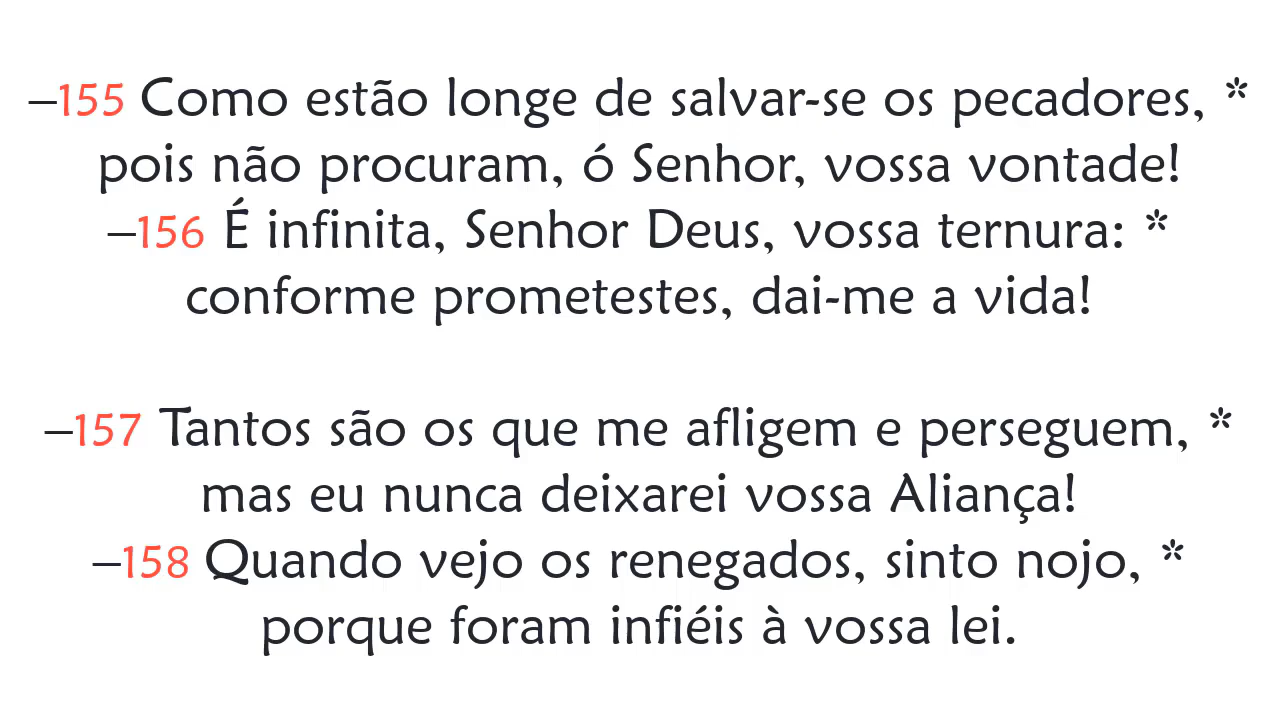 –155 Como estão longe de salvar-se os pecadores, *
pois não procuram, ó Senhor, vossa vontade!
–156 É infinita, Senhor Deus, vossa ternura: *
conforme prometestes, dai-me a vida!
–157 Tantos são os que me afligem e perseguem, *
mas eu nunca deixarei vossa Aliança!
–158 Quando vejo os renegados, sinto nojo, *
porque foram infiéis à vossa lei.